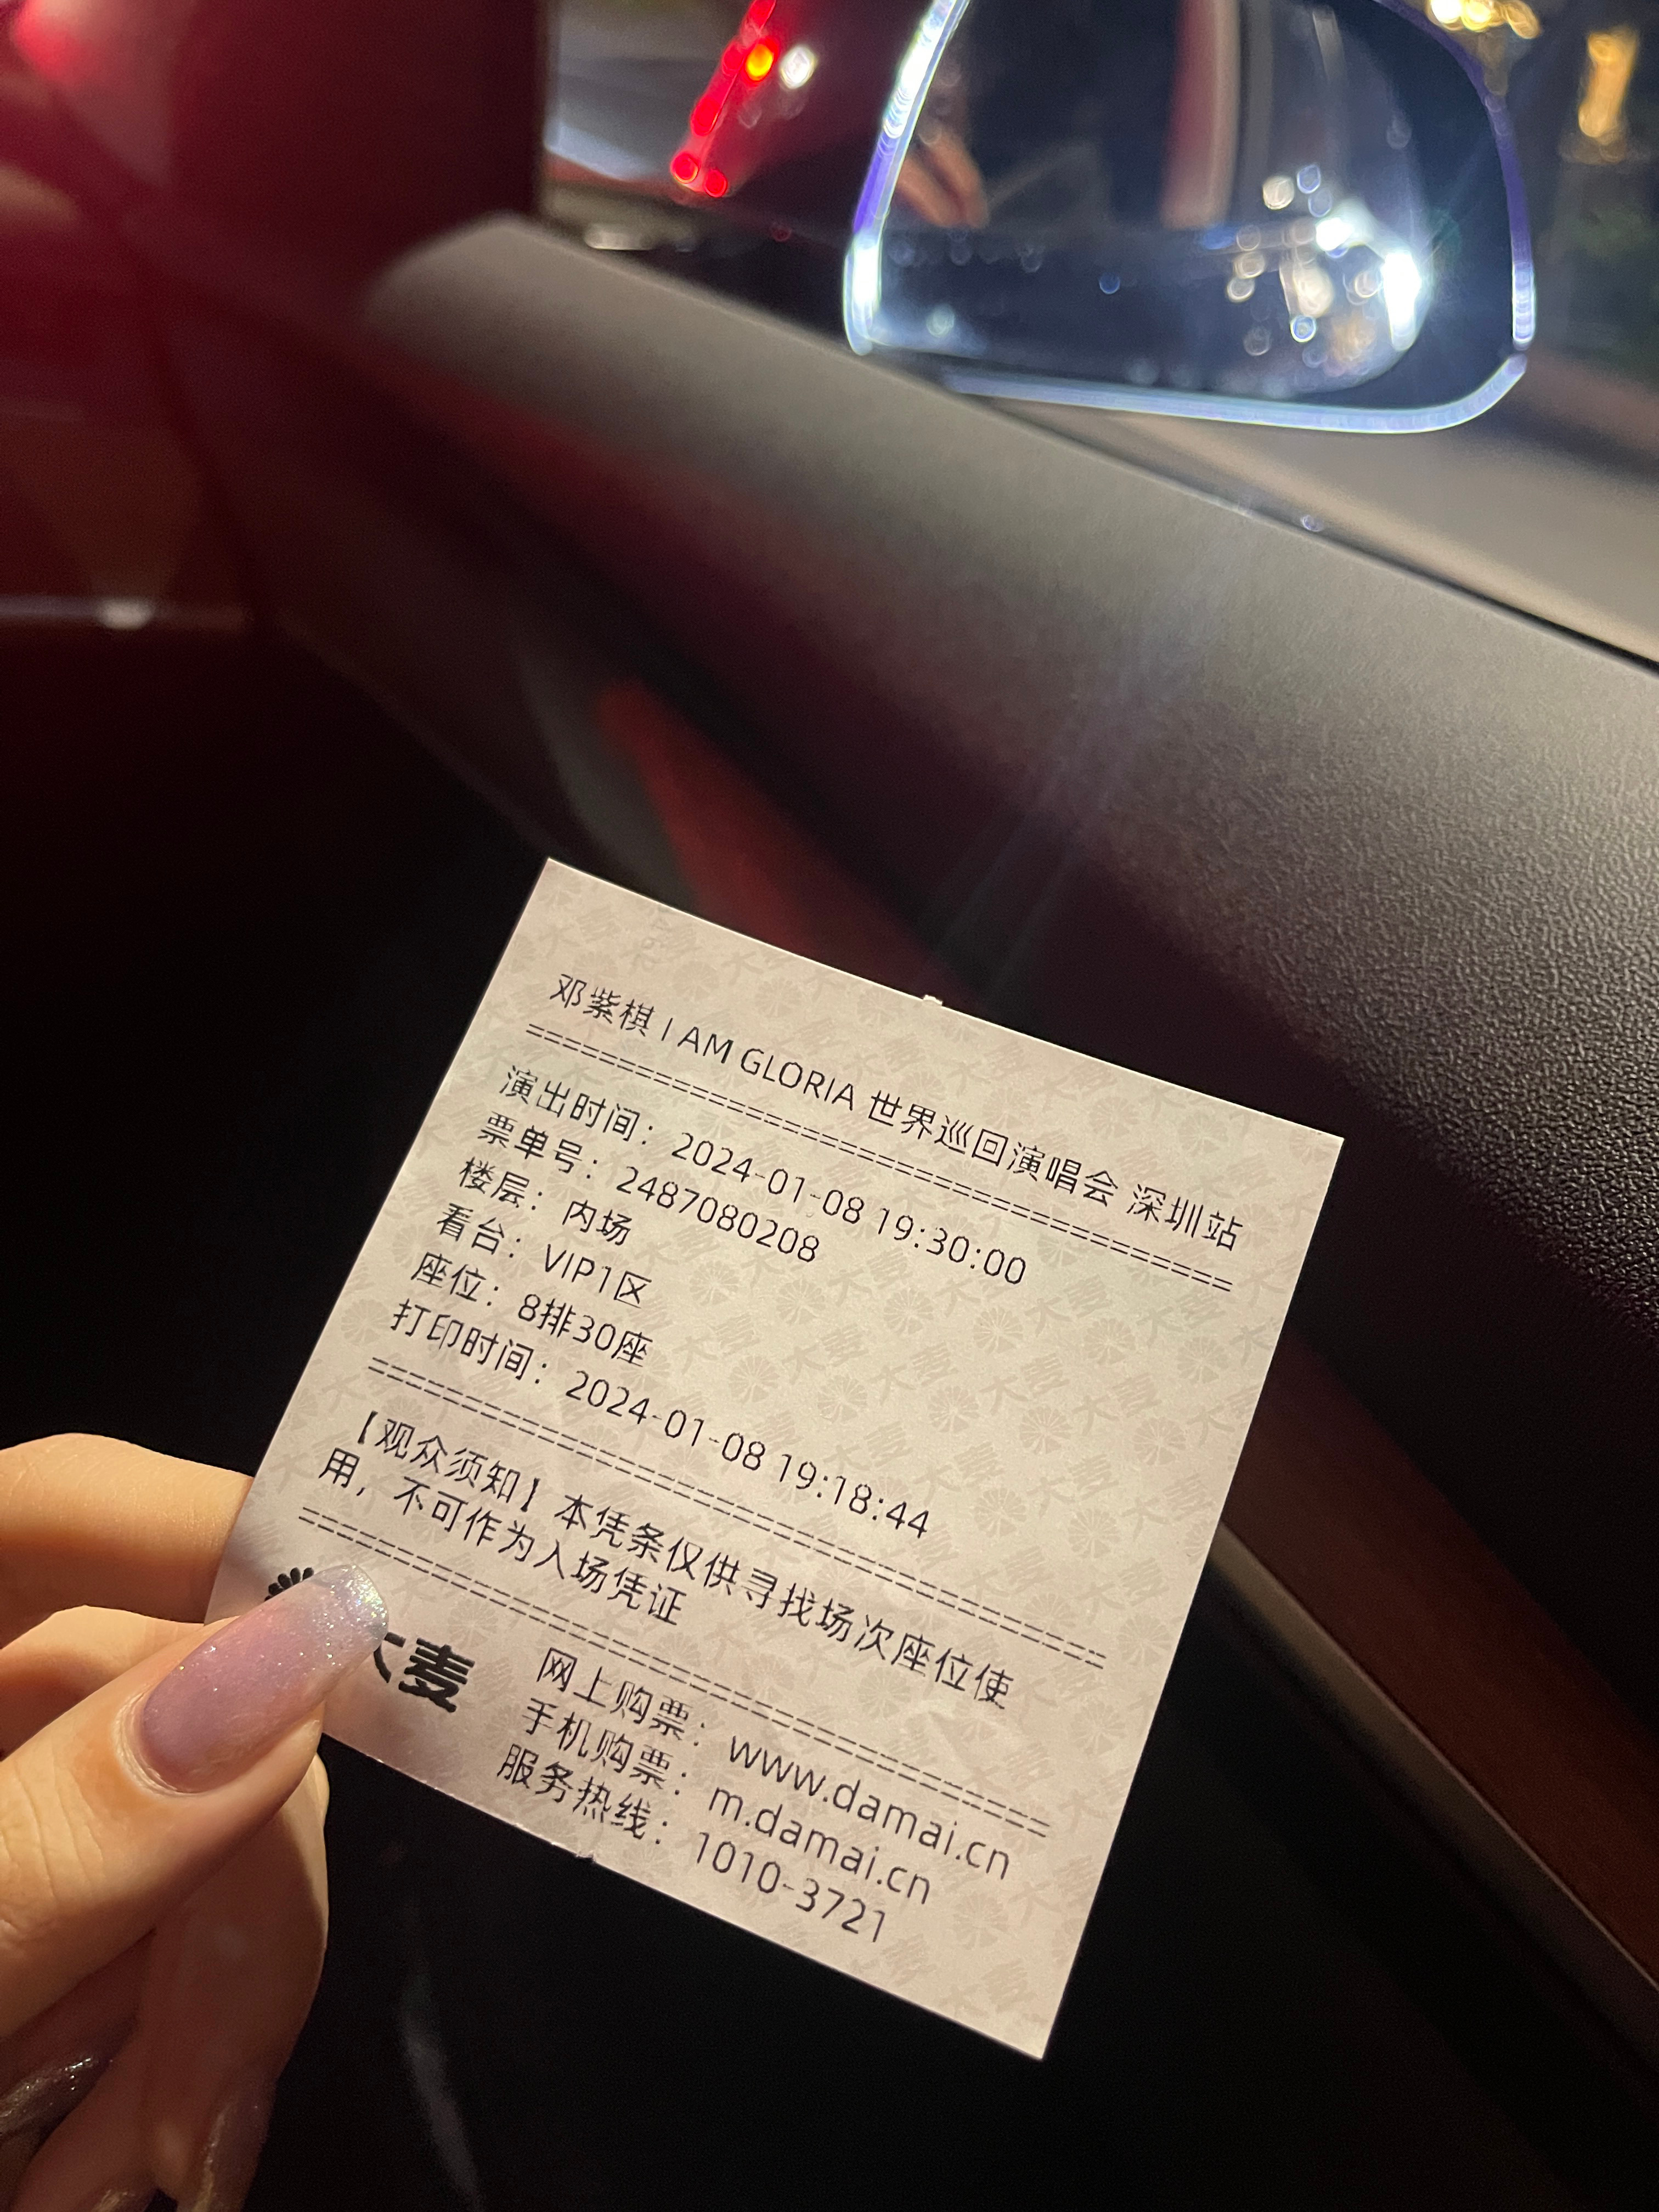 邓紫棋 I AM GLORIA 世界巡回演唱会 深圳站
================================================
演出时间：2024-01-08 19:30:00
票单号：2487080208
楼层：内场
看台：VIP1区
座位：8排30座
打印时间：2024-01-08 19:18:44
================================================
【观众须知】本凭条仅供寻找场次座位使
用，不可作为入场凭证
================================================
大麦
网上购票：www.damai.cn
手机购票：m.damai.cn
服务热线：1010-3721